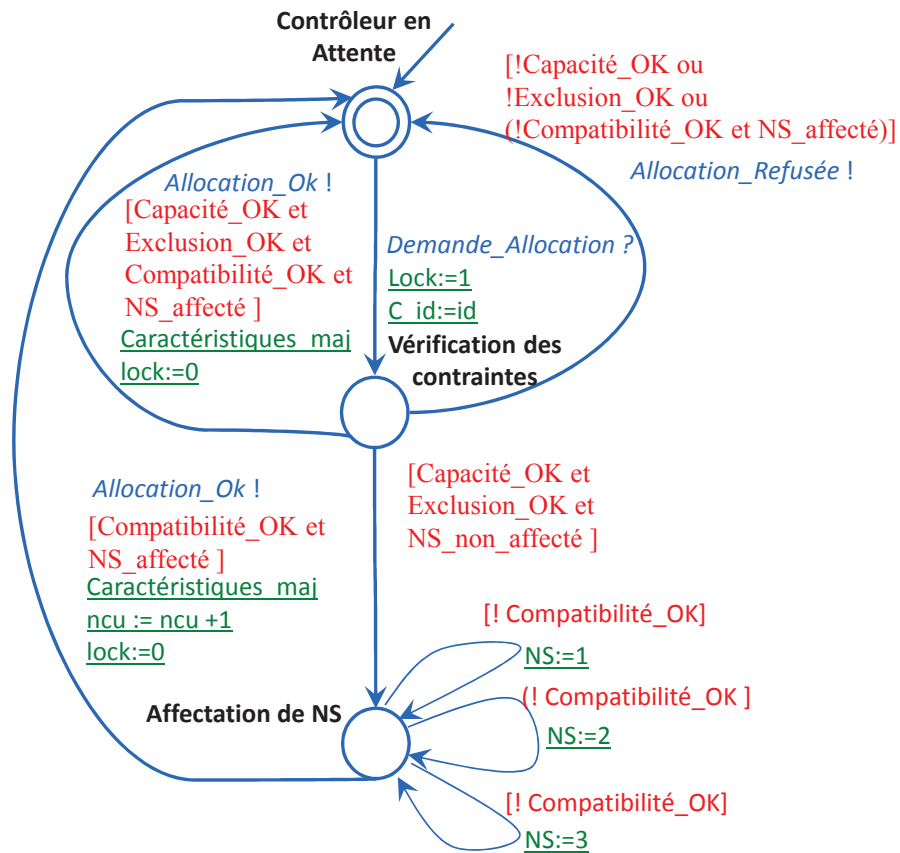 Contrôleur en
Attente
[!Capacité_OK ou
!Exclusion_OK ou
(!Compatibilité_OK et NS_affecté)]
Allocation_Refusée !
Allocation_Ok !
[Capacité_OK et
Exclusion_OK et
Compatibilité_OK et
NS_affecté ]
Caractéristiques_maj
lock:=0
Demande_Allocation ?
Lock:=1
C_id:=id
Vérification des
contraintes
[Capacité_OK et
Exclusion_OK et
NS_non_affecté ]
Allocation_Ok !
[Compatibilité_OK et
NS_affecté ]
Caractéristiques_maj
ncu := ncu +1
lock:=0
Affectation de NS
[! Compatibilité_OK]
NS:=1
(! Compatibilité_OK ]
NS:=2
[! Compatibilité_OK]
NS:=3